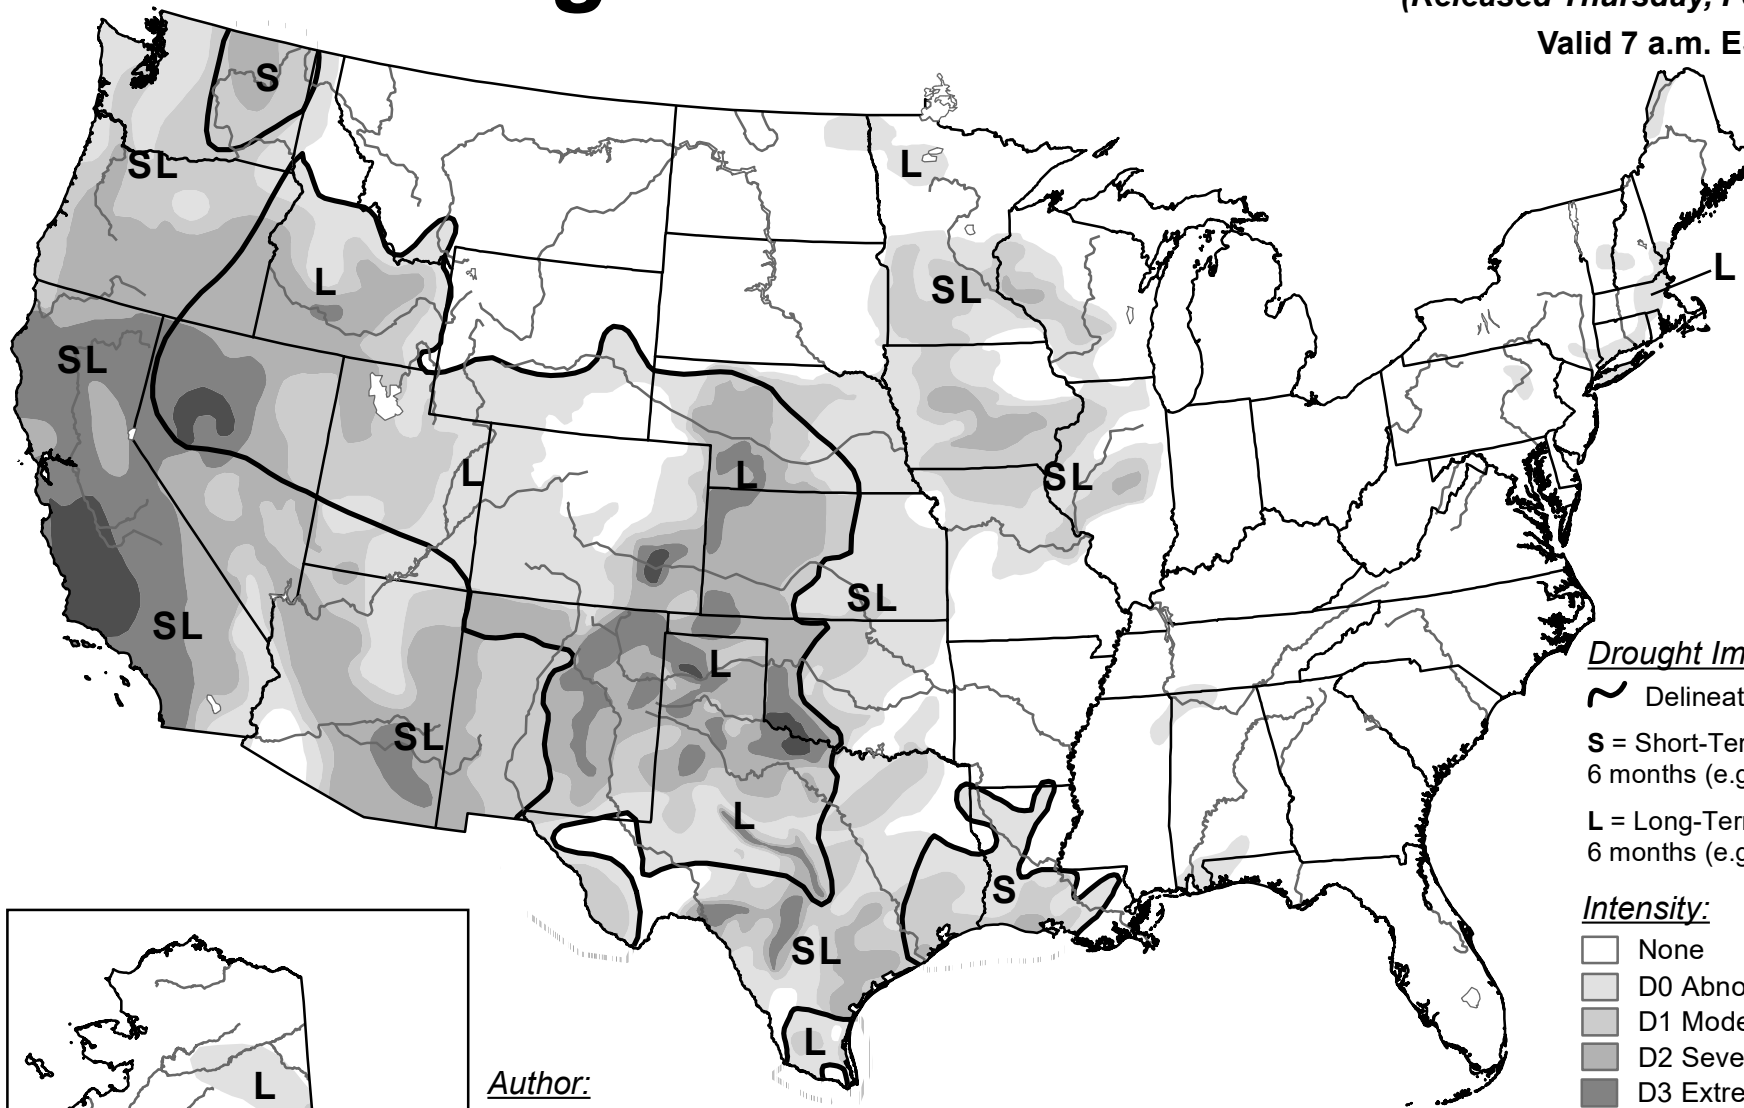 (Released Thursday, F
Valid 7 a.m. E
S
SL
L
L
L
SL
SL
L
L
SL
SL
SL
L
SL
L
S
SL
L
L
Author:
Drought Im
Delineat
S = Short-Ter
6 months (e.g
L = Long-Terr
6 months (e.g
Intensity:
None
D0 Abno
D1 Mode
D2 Seve
D3 Extre